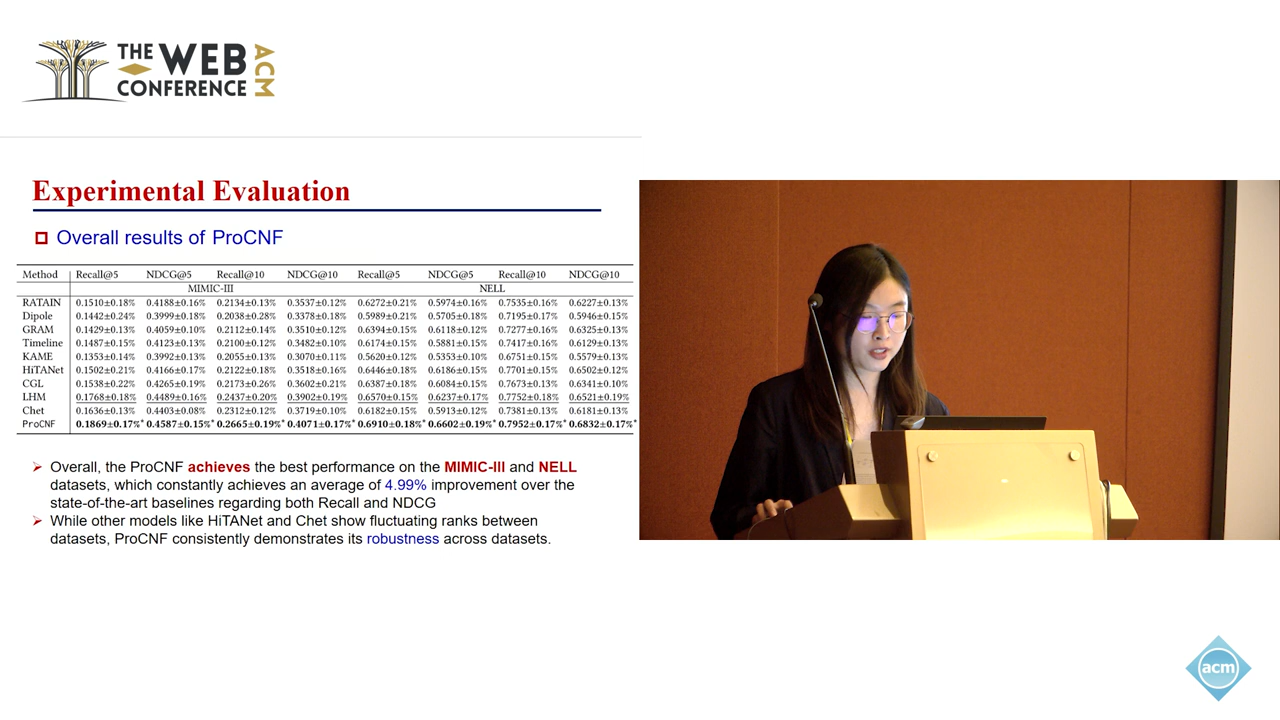 THE WEB
CONFERENCE
ACM
Experimental Evaluation
Overall results of ProCNF
Method Recall@5 NDCG@5 Recall@10 NDCG@10 Recall@5 NDCG@5 Recall@10 NDCG@10
MIMIC-III NELL
RATAIN 0.1510±0.18% 0.4188±0.16% 0.2134±0.13% 0.3537±0.12% 0.6272±0.21% 0.5974±0.16% 0.7535±0.16% 0.6227±0.13%
Dipole 0.1442±0.24% 0.3999±0.18% 0.2038±0.28% 0.3378±0.18% 0.5989±0.21% 0.5705±0.18% 0.7195±0.17% 0.5946±0.15%
GRAM 0.1429±0.13% 0.4059±0.10% 0.2112±0.14% 0.3510±0.12% 0.6394±0.15% 0.6118±0.12% 0.7277±0.16% 0.6325±0.13%
Timeline 0.1487±0.15% 0.4123±0.13% 0.2100±0.12% 0.3482±0.10% 0.6174±0.15% 0.5881±0.15% 0.7417±0.16% 0.6129±0.13%
KAME 0.1353±0.14% 0.3992±0.13% 0.2055±0.13% 0.3070±0.11% 0.5620±0.12% 0.5353±0.10% 0.6751±0.15% 0.5579±0.13%
HiTANet 0.1502±0.21% 0.4166±0.17% 0.2122±0.18% 0.3518±0.16% 0.6446±0.18% 0.6186±0.15% 0.7701±0.15% 0.6502±0.12%
CGL 0.1538±0.22% 0.4265±0.19% 0.2173±0.26% 0.3602±0.21% 0.6387±0.18% 0.6084±0.15% 0.7673±0.13% 0.6341±0.10%
LHM 0.1768±0.18% 0.4489±0.16% 0.2437±0.20% 0.3902±0.19% 0.6570±0.15% 0.6237±0.17% 0.7752±0.18% 0.6521±0.19%
Chet 0.1636±0.13% 0.4403±0.08% 0.2312±0.12% 0.3719±0.10% 0.6182±0.15% 0.5913±0.12% 0.7381±0.13% 0.6181±0.13%
ProCNF 0.1869±0.17%* 0.4587±0.15%* 0.2665±0.19%* 0.4071±0.17%* 0.6910±0.18%* 0.6602±0.19%* 0.7952±0.17%* 0.6832±0.17%*
Overall, the ProCNF achieves the best performance on the MIMIC-III and NELL
datasets, which constantly achieves an average of 4.99% improvement over the
state-of-the-art baselines regarding both Recall and NDCG
While other models like HiTANet and Chet show fluctuating ranks between
datasets, ProCNF consistently demonstrates its robustness across datasets.
acm